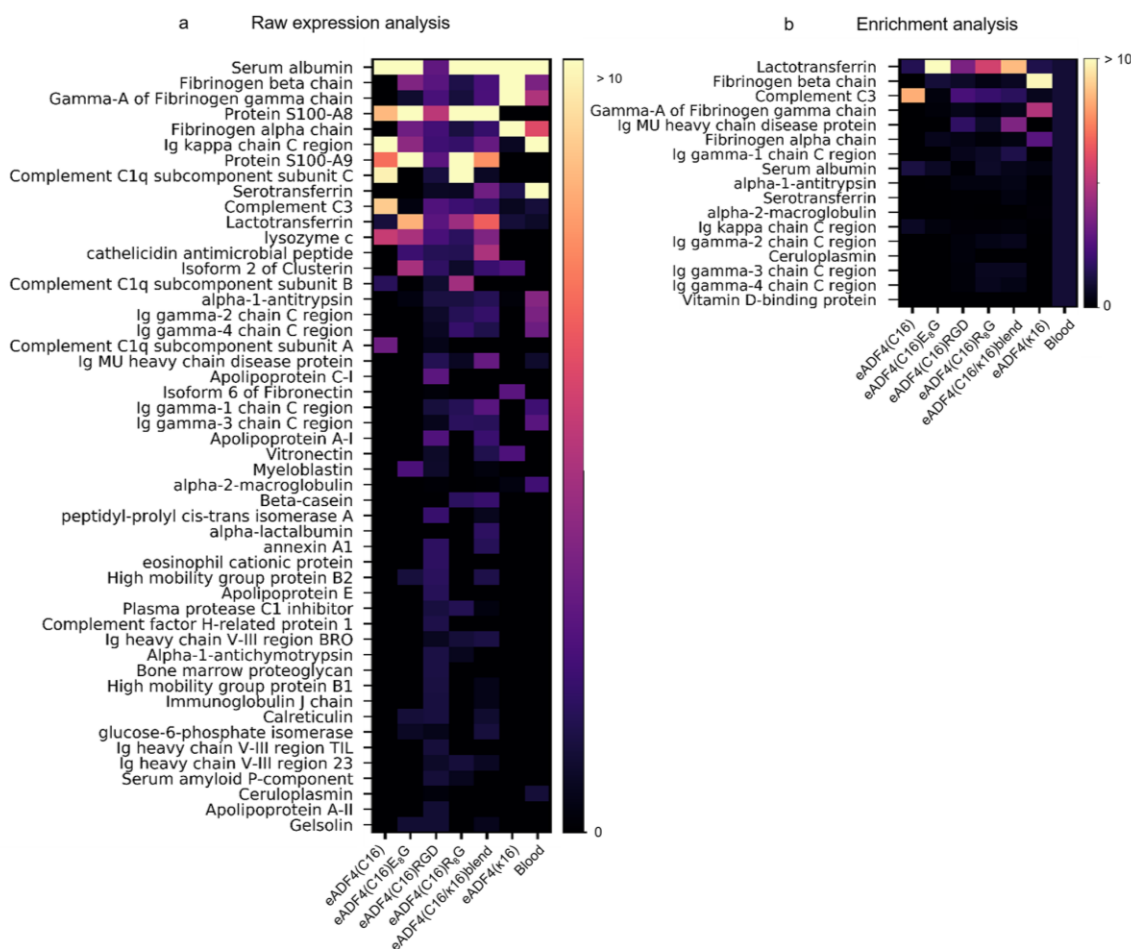 a Raw expression analysis
Serum albumin
Fibrinogen beta chain
Gamma-A of Fibrinogen gamma chain
Protein S100-A8
Fibrinogen alpha chain
Ig kappa chain C region
Protein S100-A9
Complement C1q subcomponent subunit C
Serotransferrin
Complement C3
Lactotransferrin
lysozyme c
cathelicidin antimicrobial peptide
Isoform 2 of Clusterin
Complement C1q subcomponent subunit B
alpha-1-antitrypsin
Ig gamma-2 chain C region
Ig gamma-4 chain C region
Complement C1q subcomponent subunit A
Ig MU heavy chain disease protein
Apolipoprotein C-I
Isoform 6 of Fibronectin
Ig gamma-1 chain C region
Ig gamma-3 chain C region
Apolipoprotein A-I
Vitronectin
Myeloblastin
alpha-2-macroglobulin
Beta-casein
peptidyl-prolyl cis-trans isomerase A
alpha-lactalbumin
annexin A1
eosinophil cationic protein
High mobility group protein B2
Apolipoprotein E
Plasma protease C1 inhibitor
Complement factor H-related protein 1
Ig heavy chain V-III region BRO
Alpha-1-antichymotrypsin
Bone marrow proteoglycan
High mobility group protein B1
Immunoglobulin J chain
Calreticulin
glucose-6-phosphate isomerase
Ig heavy chain V-III region TIL
Ig heavy chain V-III region 23
Serum amyloid P-component
Ceruloplasmin
Apolipoprotein A-II
Gelsolin
eADF4(C16)
eADF4(C16)E₈G
eADF4(C16)RGD
eADF4(C16)R₈G
eADF4(C16/κ16)blend
eADF4(κ16)
Blood
> 10
0
b Enrichment analysis
Lactotransferrin
Fibrinogen beta chain
Complement C3
Gamma-A of Fibrinogen gamma chain
Ig MU heavy chain disease protein
Fibrinogen alpha chain
Ig gamma-1 chain C region
Serum albumin
alpha-1-antitrypsin
Serotransferrin
alpha-2-macroglobulin
Ig kappa chain C region
Ig gamma-2 chain C region
Ceruloplasmin
Ig gamma-3 chain C region
Ig gamma-4 chain C region
Vitamin D-binding protein
eADF4(C16)
eADF4(C16)E₈G
eADF4(C16)RGD
eADF4(C16)R₈G
eADF4(C16/κ16)blend
eADF4(κ16)
Blood
> 10
0